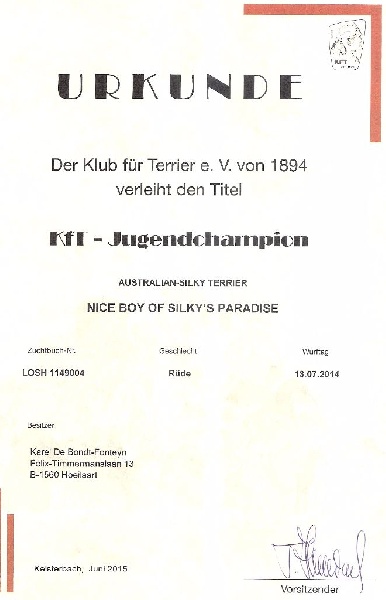 KfT
URKUNDE
Der Klub für Terrier e. V. von 1894
verleiht den Titel
KfT - Jugendchampion
AUSTRALIAN-SILKY TERRIER
NICE BOY OF SILKY'S PARADISE
Zuchtbuch-Nr. Geschlecht Wurftag
LOSH 1149004 Rüde 13.07.2014
Besitzer
Karel De Bondt-Fonteyn
Felix-Timmermanslaan 13
B-1560 Hoeilaart
Kelsterbach, Juni 2015
Vorsitzender